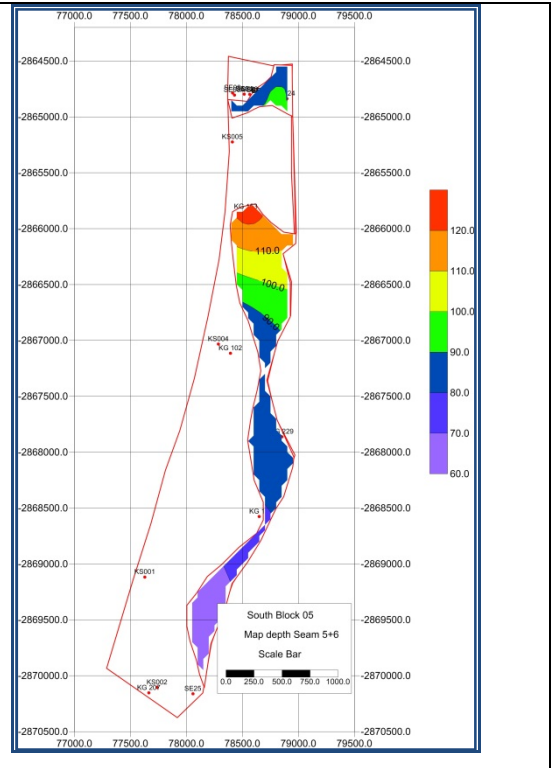 77000.0 77500.0 78000.0 78500.0 79000.0 79500.0
-2864500.0 -2864500.0
24
-2865000.0 -2865000.0
KS005
-2865500.0 -2865500.0
-2866000.0 -2866000.0
120.0
110.0
-2866500.0 -2866500.0
110.0
100.0
100.0
-2867000.0 -2867000.0
KS004
KG 102
90.0
-2867500.0 -2867500.0
80.0
229
-2868000.0 -2868000.0
70.0
60.0
-2868500.0 -2868500.0
KG 1
-2869000.0 -2869000.0
KS001
-2869500.0 -2869500.0
South Block 05
Map depth Seam 5+6
Scale Bar
-2870000.0 -2870000.0
0.0 250.0 500.0 750.0 1000.0
KS002
KG 20
SE25
-2870500.0 -2870500.0
77000.0 77500.0 78000.0 78500.0 79000.0 79500.0